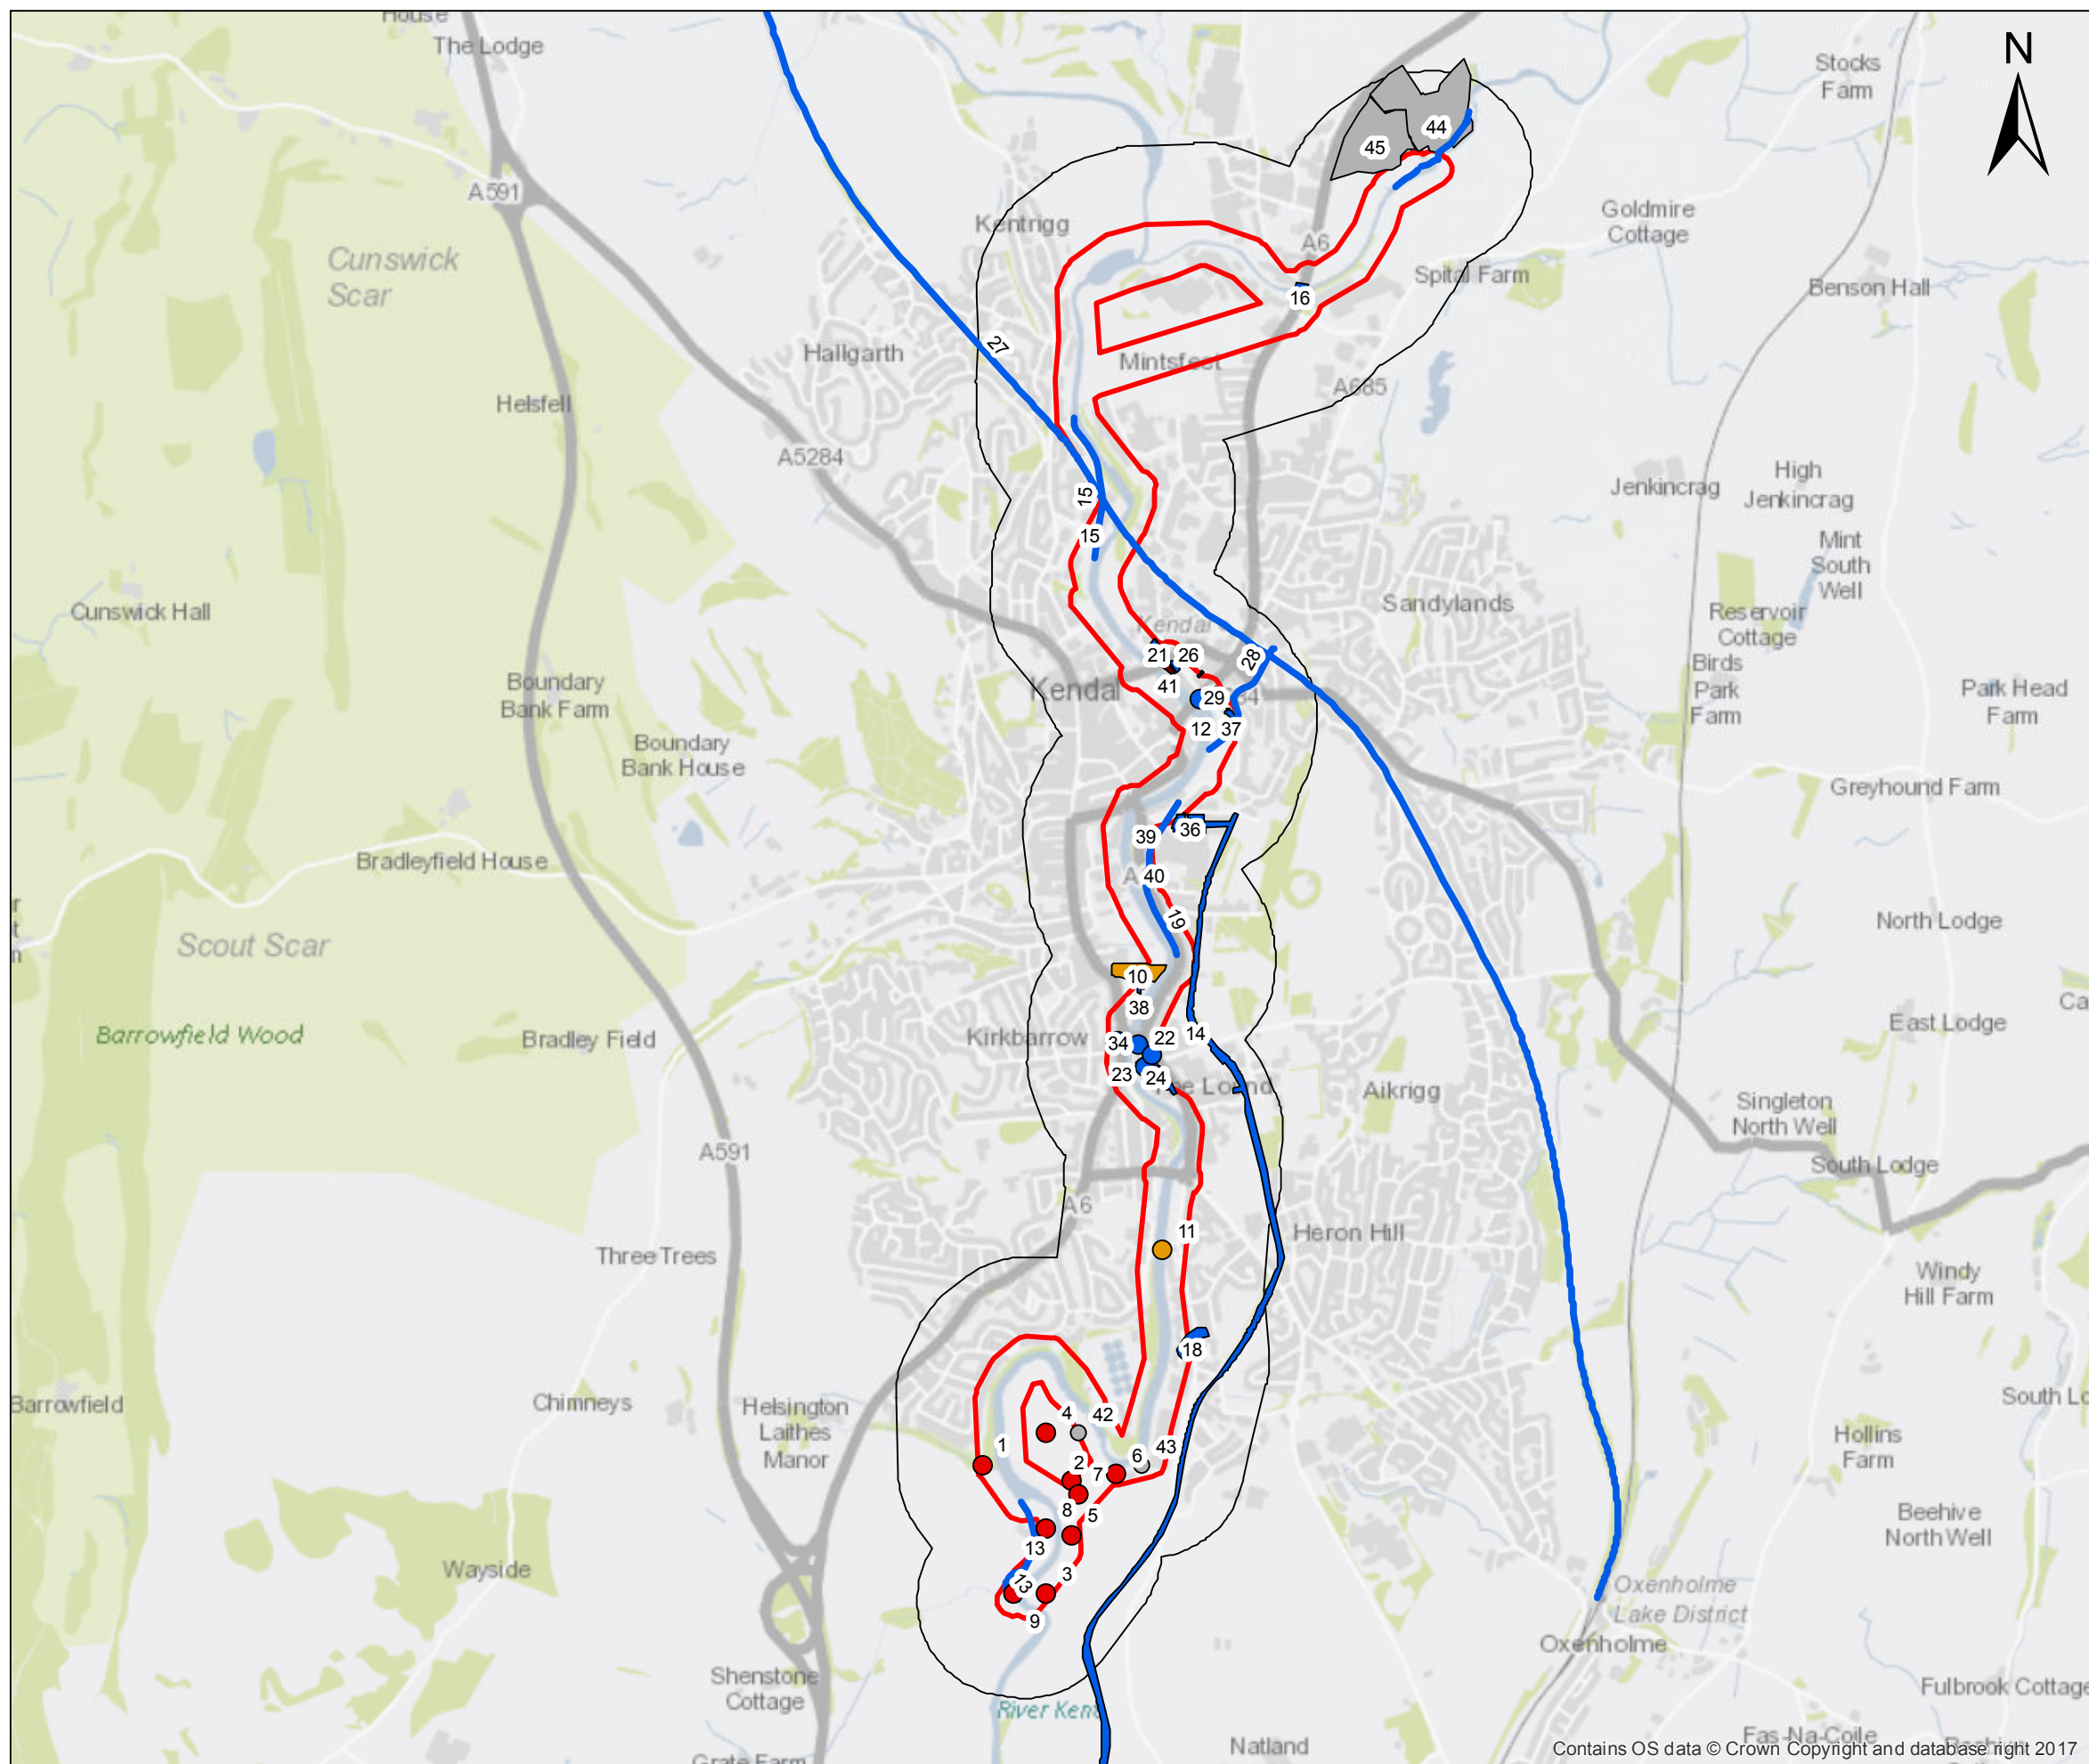 House
The Lodge
N
Stocks
Farm
44
45
A591
Kentrigg
Goldmire
Cottage
Cunswick
Scar
A6
Spital Farm
Benson Hall
16
27
Hallgarth
Mintsfeet
A685
Helsfell
A5284
High
Jenkincrag
Jenkincrag
15
15
Mint
South
Well
Cunswick Hall
Sandylands
Reservoir
Cottage
Kendal
21
26
28
Birds
Park
Farm
Boundary
Bank Farm
Kendal
41
29
Park Head
Farm
12
37
Boundary
Bank House
Greyhound Farm
36
39
Bradleyfield House
40
19
North Lodge
Scout Scar
10
38
Barrowfield Wood
Bradley Field
Kirkbarrow
34
22
14
East Lodge
23
24
Aikrigg
Singleton
North Well
A591
South Lodge
A6
11
Heron Hill
Three Trees
Windy
Hill Farm
18
Barrowfield
Chimneys
Helsington
Laithes
Manor
4
42
1
43
6
2
7
Hollins
Farm
8
5
Beehive
North Well
13
Wayside
13
3
9
Oxenholme
Lake District
Oxenholme
Shenstone
Cottage
River Kent
Fulbrook Cottage
Natland
Fas-Na-Coile
Grate Farm
Contains OS data © Crown Copyright and database right 2017